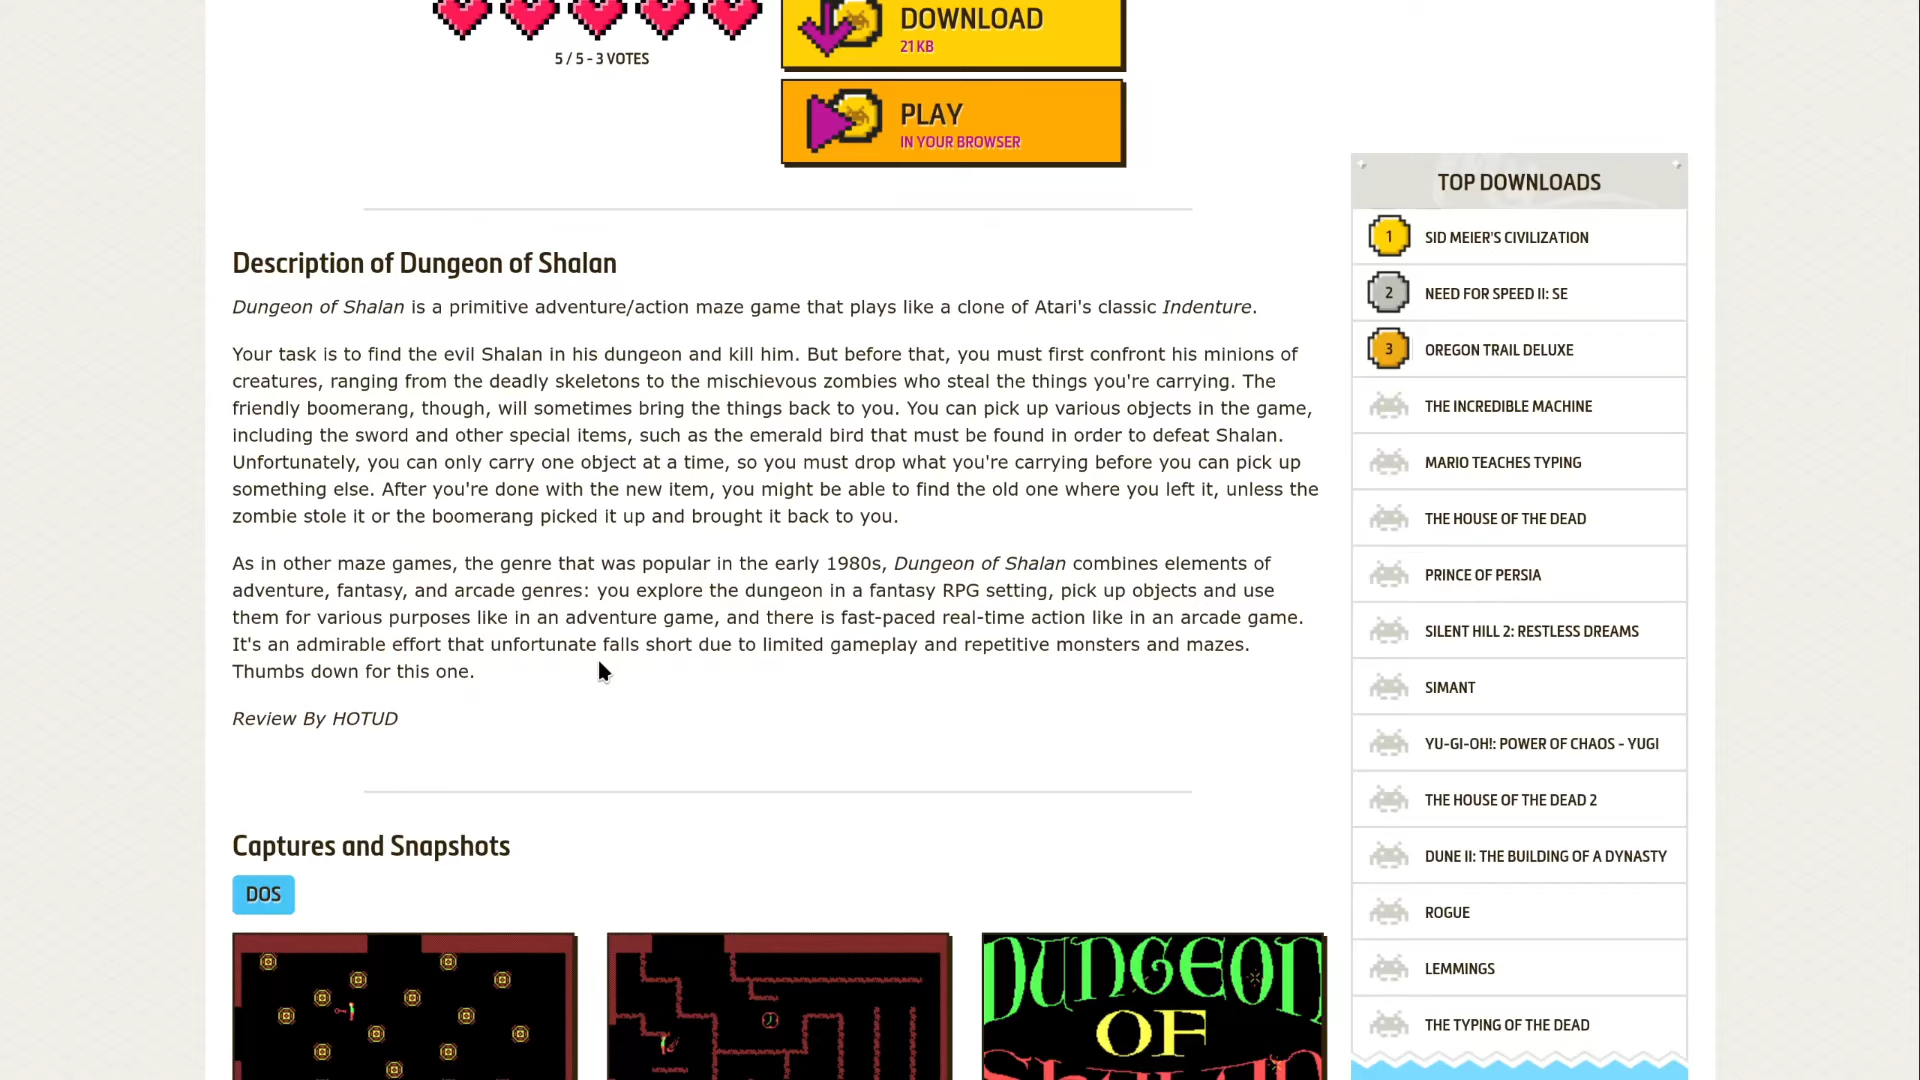 5 / 5 - 3 VOTES
DOWNLOAD
21 KB
PLAY
IN YOUR BROWSER
Description of Dungeon of Shalan
Dungeon of Shalan is a primitive adventure/action maze game that plays like a clone of Atari's classic Indenture.
Your task is to find the evil Shalan in his dungeon and kill him. But before that, you must first confront his minions of
creatures, ranging from the deadly skeletons to the mischievous zombies who steal the things you're carrying. The
friendly boomerang, though, will sometimes bring the things back to you. You can pick up various objects in the game,
including the sword and other special items, such as the emerald bird that must be found in order to defeat Shalan.
Unfortunately, you can only carry one object at a time, so you must drop what you're carrying before you can pick up
something else. After you're done with the new item, you might be able to find the old one where you left it, unless the
zombie stole it or the boomerang picked it up and brought it back to you.
As in other maze games, the genre that was popular in the early 1980s, Dungeon of Shalan combines elements of
adventure, fantasy, and arcade genres: you explore the dungeon in a fantasy RPG setting, pick up objects and use
them for various purposes like in an adventure game, and there is fast-paced real-time action like in an arcade game.
It's an admirable effort that unfortunate falls short due to limited gameplay and repetitive monsters and mazes.
Thumbs down for this one.
Review By HOTUD
Captures and Snapshots
DOS
DUNGEON
OF
Shalan
TOP DOWNLOADS
1 SID MEIER'S CIVILIZATION
2 NEED FOR SPEED II: SE
3 OREGON TRAIL DELUXE
THE INCREDIBLE MACHINE
MARIO TEACHES TYPING
THE HOUSE OF THE DEAD
PRINCE OF PERSIA
SILENT HILL 2: RESTLESS DREAMS
SIMANT
YU-GI-OH!: POWER OF CHAOS - YUGI
THE HOUSE OF THE DEAD 2
DUNE II: THE BUILDING OF A DYNASTY
ROGUE
LEMMINGS
THE TYPING OF THE DEAD